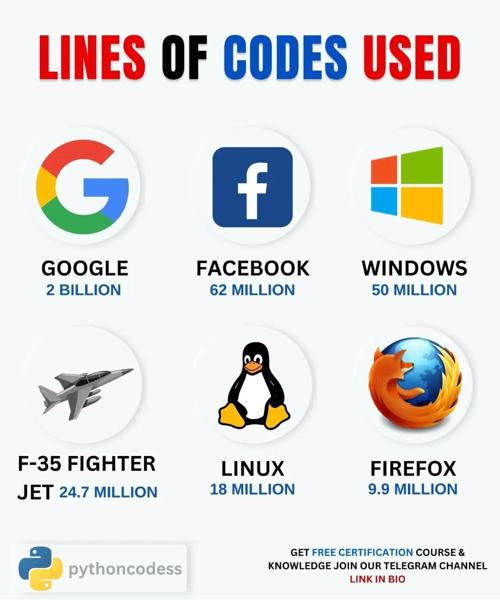 LINES OF CODES USED
GOOGLE
2 BILLION
FACEBOOK
62 MILLION
WINDOWS
50 MILLION
F-35 FIGHTER
JET 24.7 MILLION
LINUX
18 MILLION
FIREFOX
9.9 MILLION
pythoncodess
GET FREE CERTIFICATION COURSE &
KNOWLEDGE JOIN OUR TELEGRAM CHANNEL
LINK IN BIO